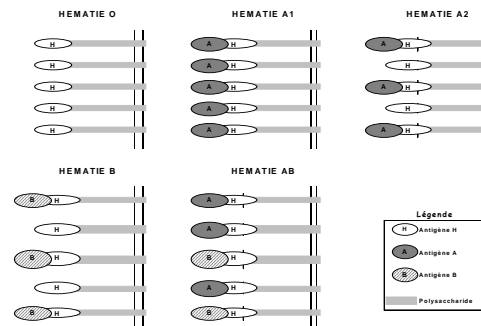 HEMATIE O
HEMATIE A1
HEMATIE A2
H
A H
A H
H
A H
H
H
A H
A H
H
A H
H
H
A H
A H
HEMATIE B
HEMATIE AB
B H
A H
H
A H
B H
B H
H
A H
B H
B H
Légende
H Antigène H
A Antigène A
B Antigène B
Polysaccharide